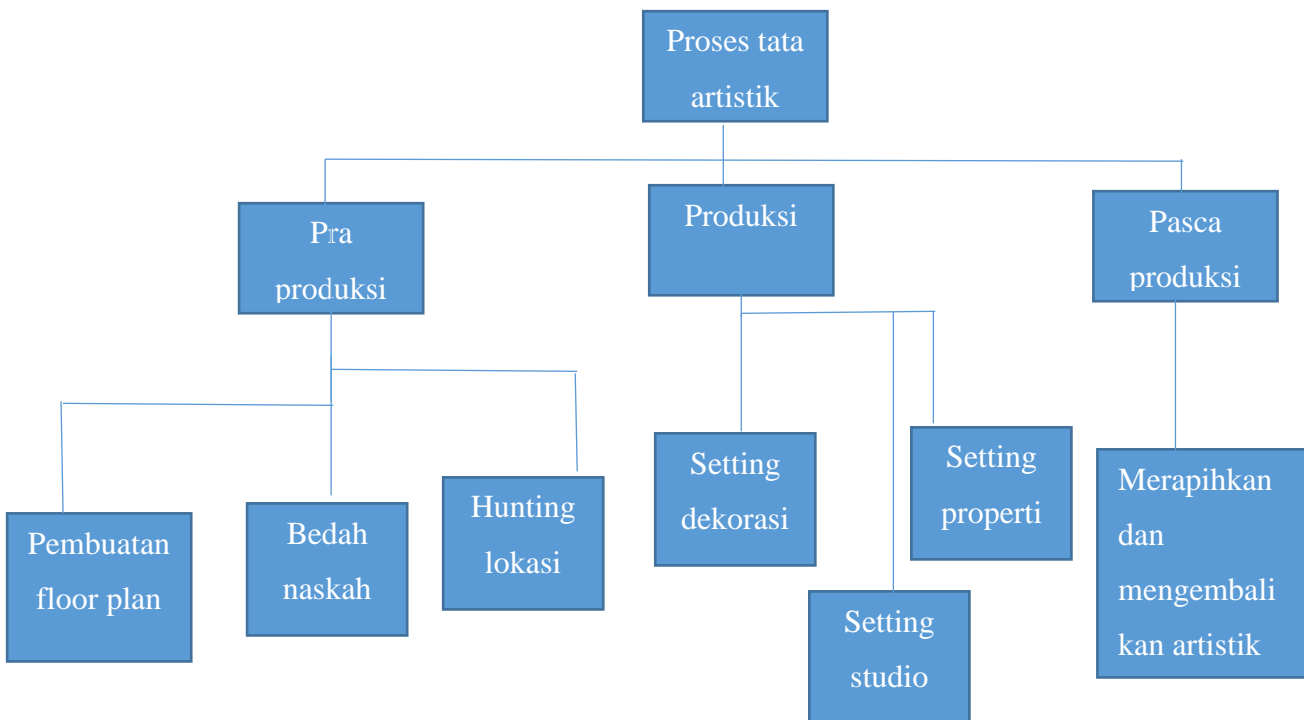 Proses tata
artistik
Pra
produksi
Produksi
Pasca
produksi
Pembuatan
floor plan
Bedah
naskah
Hunting
lokasi
Setting
dekorasi
Setting
studio
Setting
properti
Merapihkan
dan
mengembali
kan artistik